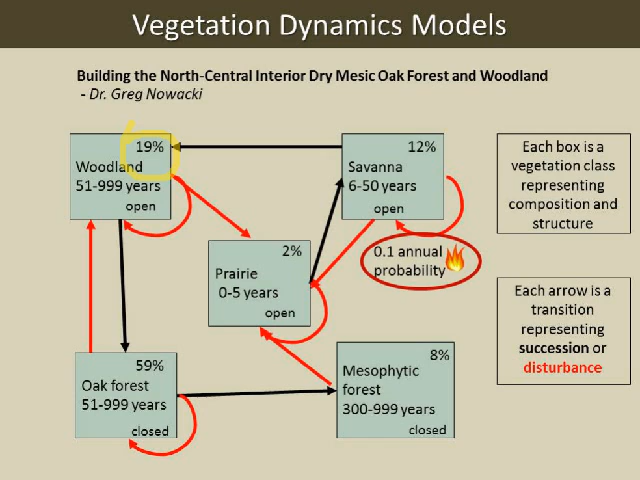 Vegetation Dynamics Models
Building the North-Central Interior Dry Mesic Oak Forest and Woodland
- Dr. Greg Nowacki
19%
Woodland
51-999 years
open
12%
Savanna
6-50 years
open
Each box is a
vegetation class
representing
composition and
structure
2%
Prairie
0-5 years
open
0.1 annual
probability
Each arrow is a
transition
representing
succession or
disturbance
59%
Oak forest
51-999 years
closed
8%
Mesophytic
forest
300-999 years
closed